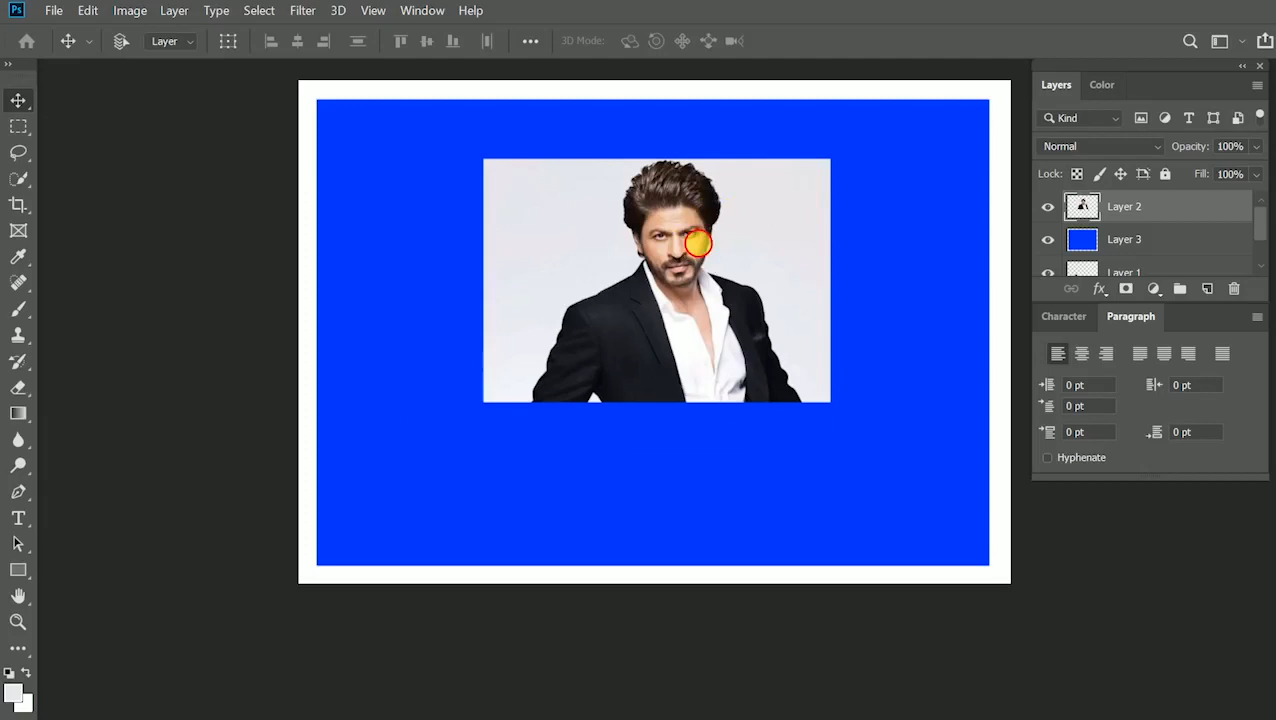 Ps File Edit Image Layer Type Select Filter 3D View Window Help
Layer 3D Mode:
Layers Color
Kind
Normal Opacity: 100%
Lock: Fill: 100%
Layer 2
Layer 3
Layer 1
fx
Character Paragraph
0 pt 0 pt
0 pt
0 pt 0 pt
Hyphenate